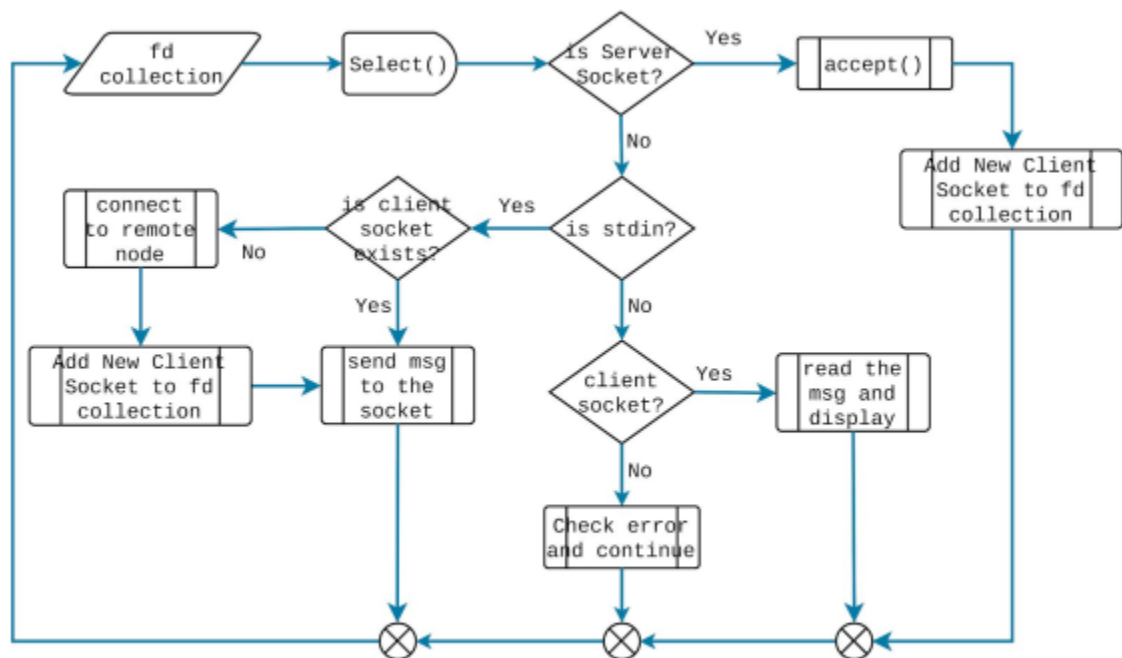 fd
collection
Select()
is Server
Socket?
Yes
accept()
No
Add New Client
Socket to fd
collection
connect
to remote
node
No
is client
socket
exists?
Yes
is stdin?
Yes
No
Add New Client
Socket to fd
collection
send msg
to the
socket
client
socket?
Yes
read the
msg and
display
No
Check error
and continue